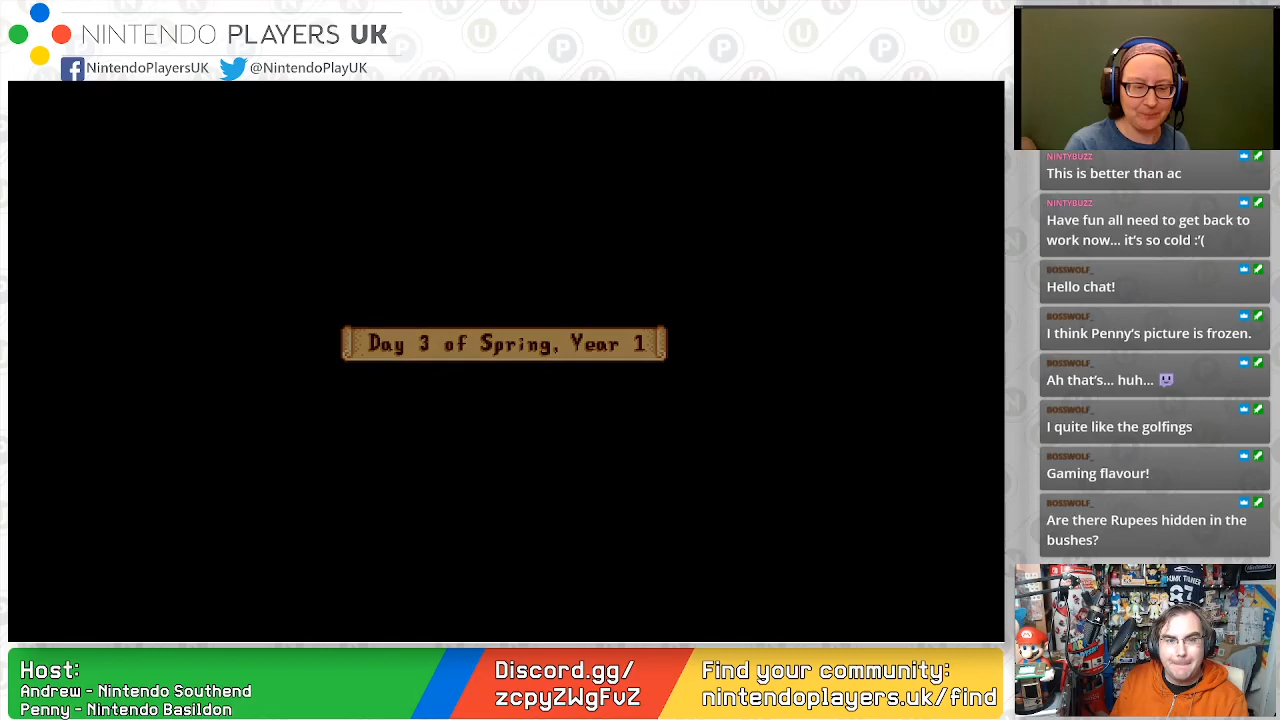 NINTENDO PLAYERS UK
NintendoPlayersUK @NintendoPlayUK
Day 3 of Spring, Year 1
NINTYBUZZ
This is better than ac
NINTYBUZZ
Have fun all need to get back to
work now... it's so cold :'(
BOSSWOLF_
Hello chat!
BOSSWOLF_
I think Penny's picture is frozen.
BOSSWOLF_
Ah that's... huh...
BOSSWOLF_
I quite like the golfings
BOSSWOLF_
Gaming flavour!
BOSSWOLF_
Are there Rupees hidden in the
bushes?
87
Host:
Andrew - Nintendo Southend
Penny - Nintendo Basildon
Discord.gg/
zcpyZWgFvZ
Find your community:
nintendoplayers.uk/find